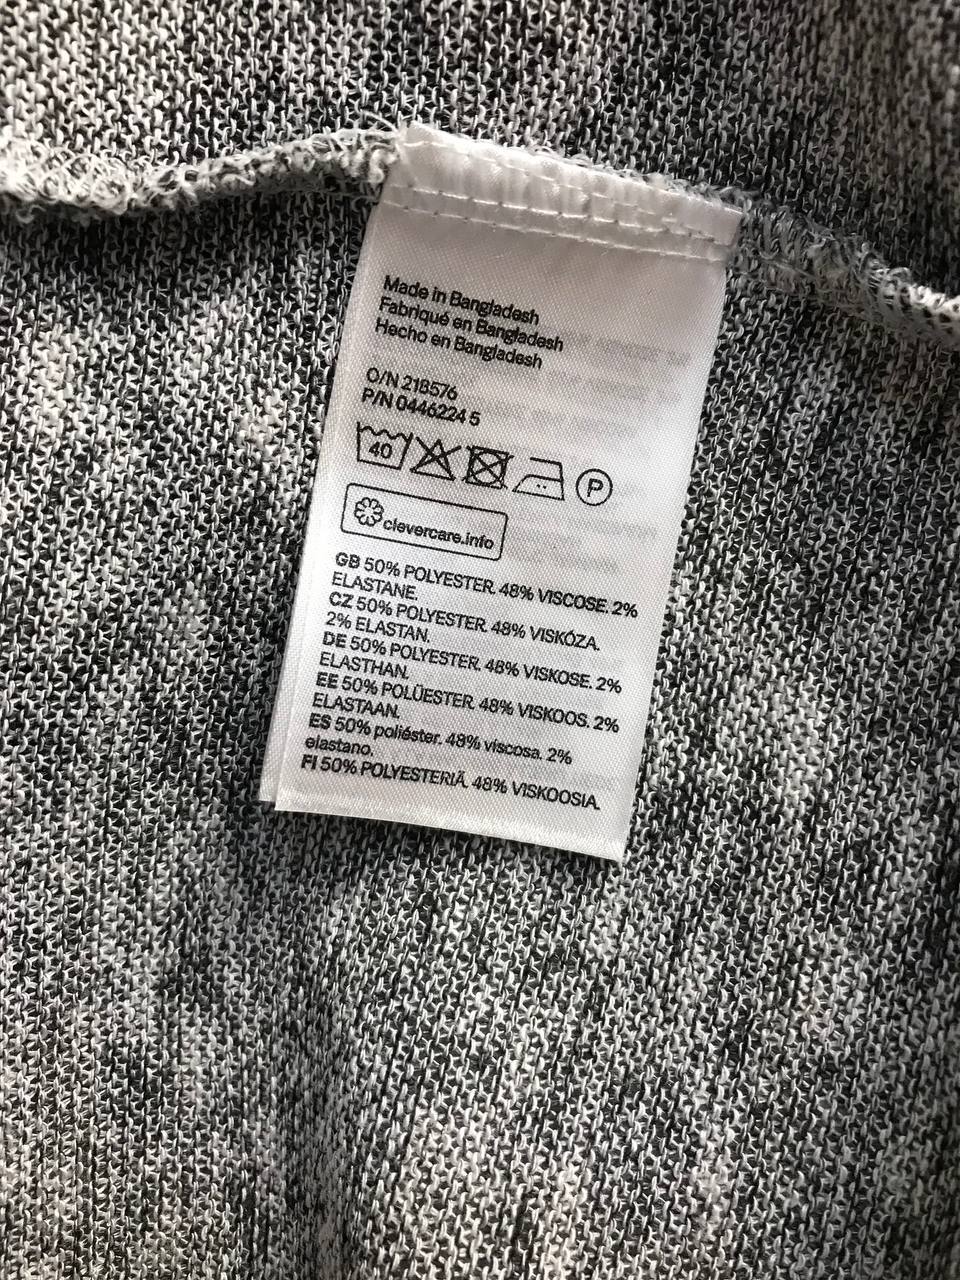 Made in Bangladesh
Fabriqué en Bangladesh
Hecho en Bangladesh
O/N 218576
P/N 0446224 5
40 P
clevercare.info
GB 50% POLYESTER. 48% VISCOSE. 2%
ELASTANE.
CZ 50% POLYESTER. 48% VISKÓZA.
2% ELASTAN.
DE 50% POLYESTER. 48% VISKOSE. 2%
ELASTHAN.
EE 50% POLÜESTER. 48% VISKOOS. 2%
ELASTAAN.
ES 50% poliéster. 48% viscosa. 2%
elastano.
FI 50% POLYESTERIÄ. 48% VISKOOSIA.